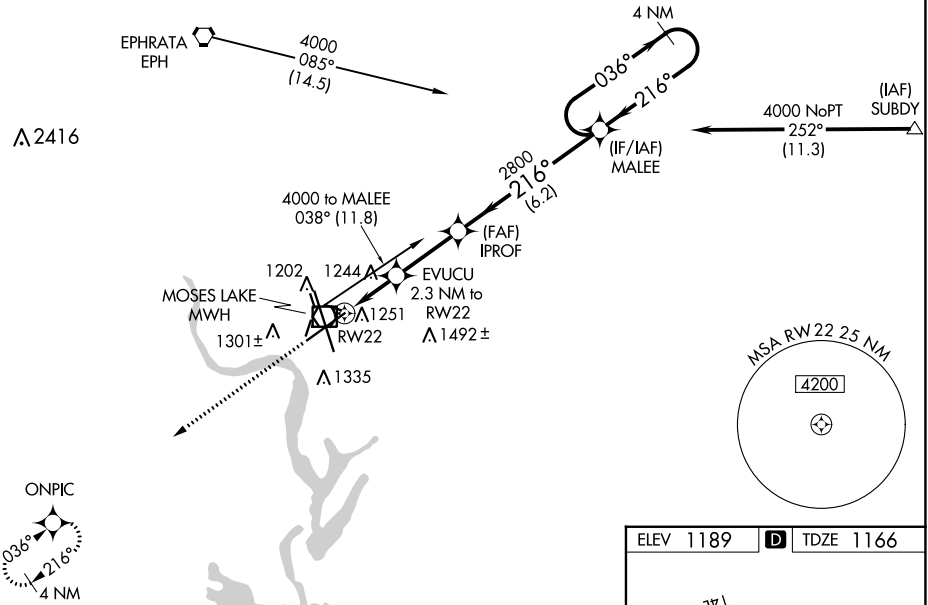 4 NM
036°
216°
EPHRATA
EPH
4000
085°
(14.5)
(IAF)
SUBDY
4000 NoPT
252°
(11.3)
2416
(IF/IAF)
MALEE
2800
216°
(6.2)
4000 to MALEE
038° (11.8)
(FAF)
IPROF
1202
1244
EVUCU
2.3 NM to
RW22
MOSES LAKE
MWH
1251
1301±
RW22
1492±
1335
MSA RW22 25 NM
4200
ONPIC
036°
216°
4 NM
ELEV 1189 D TDZE 1166